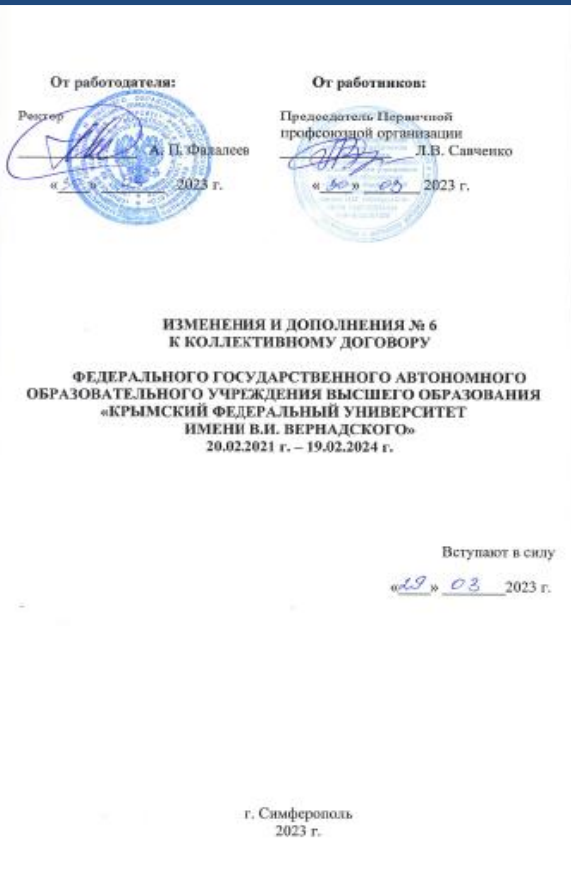 От работодателя:
Ректор
А. П. Фалалеев
2023 г.
От работников:
Председатель Первичной
профсоюзной организации
Л.В. Савченко
«30» 03 2023 г.
ИЗМЕНЕНИЯ И ДОПОЛНЕНИЯ № 6
К КОЛЛЕКТИВНОМУ ДОГОВОРУ
ФЕДЕРАЛЬНОГО ГОСУДАРСТВЕННОГО АВТОНОМНОГО
ОБРАЗОВАТЕЛЬНОГО УЧРЕЖДЕНИЯ ВЫСШЕГО ОБРАЗОВАНИЯ
«КРЫМСКИЙ ФЕДЕРАЛЬНЫЙ УНИВЕРСИТЕТ
ИМЕНИ В.И. ВЕРНАДСКОГО»
20.02.2021 г. – 19.02.2024 г.
Вступают в силу
«29» 03 2023 г.
г. Симферополь
2023 г.